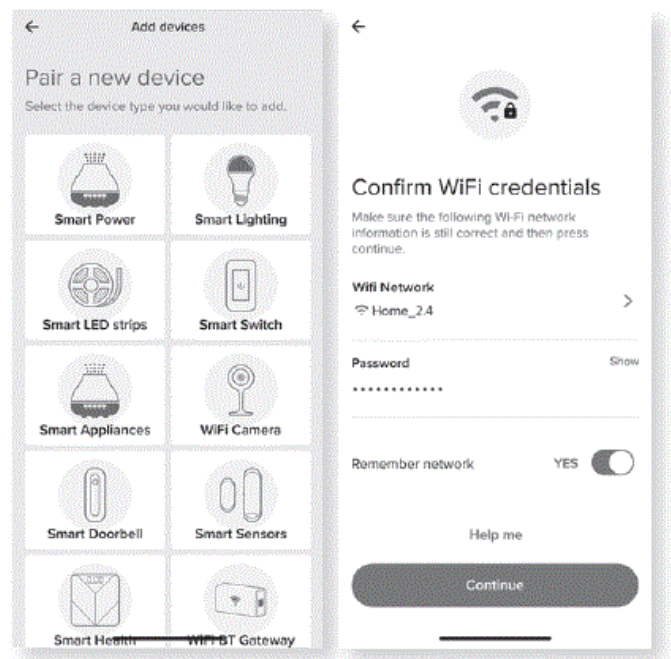 Add devices
Pair a new device
Select the device type you would like to add.
Smart Power
Smart Lighting
Smart LED strips
Smart Switch
Smart Appliances
WiFi Camera
Smart Doorbell
Smart Sensors
Smart Health
WiFi BT Gateway
Confirm WiFi credentials
Make sure the following Wi-Fi network
information is still correct and then press
continue.
Wifi Network
Home_2.4
Password
Show
••••••••••••
Remember network
YES
Help me
Continue